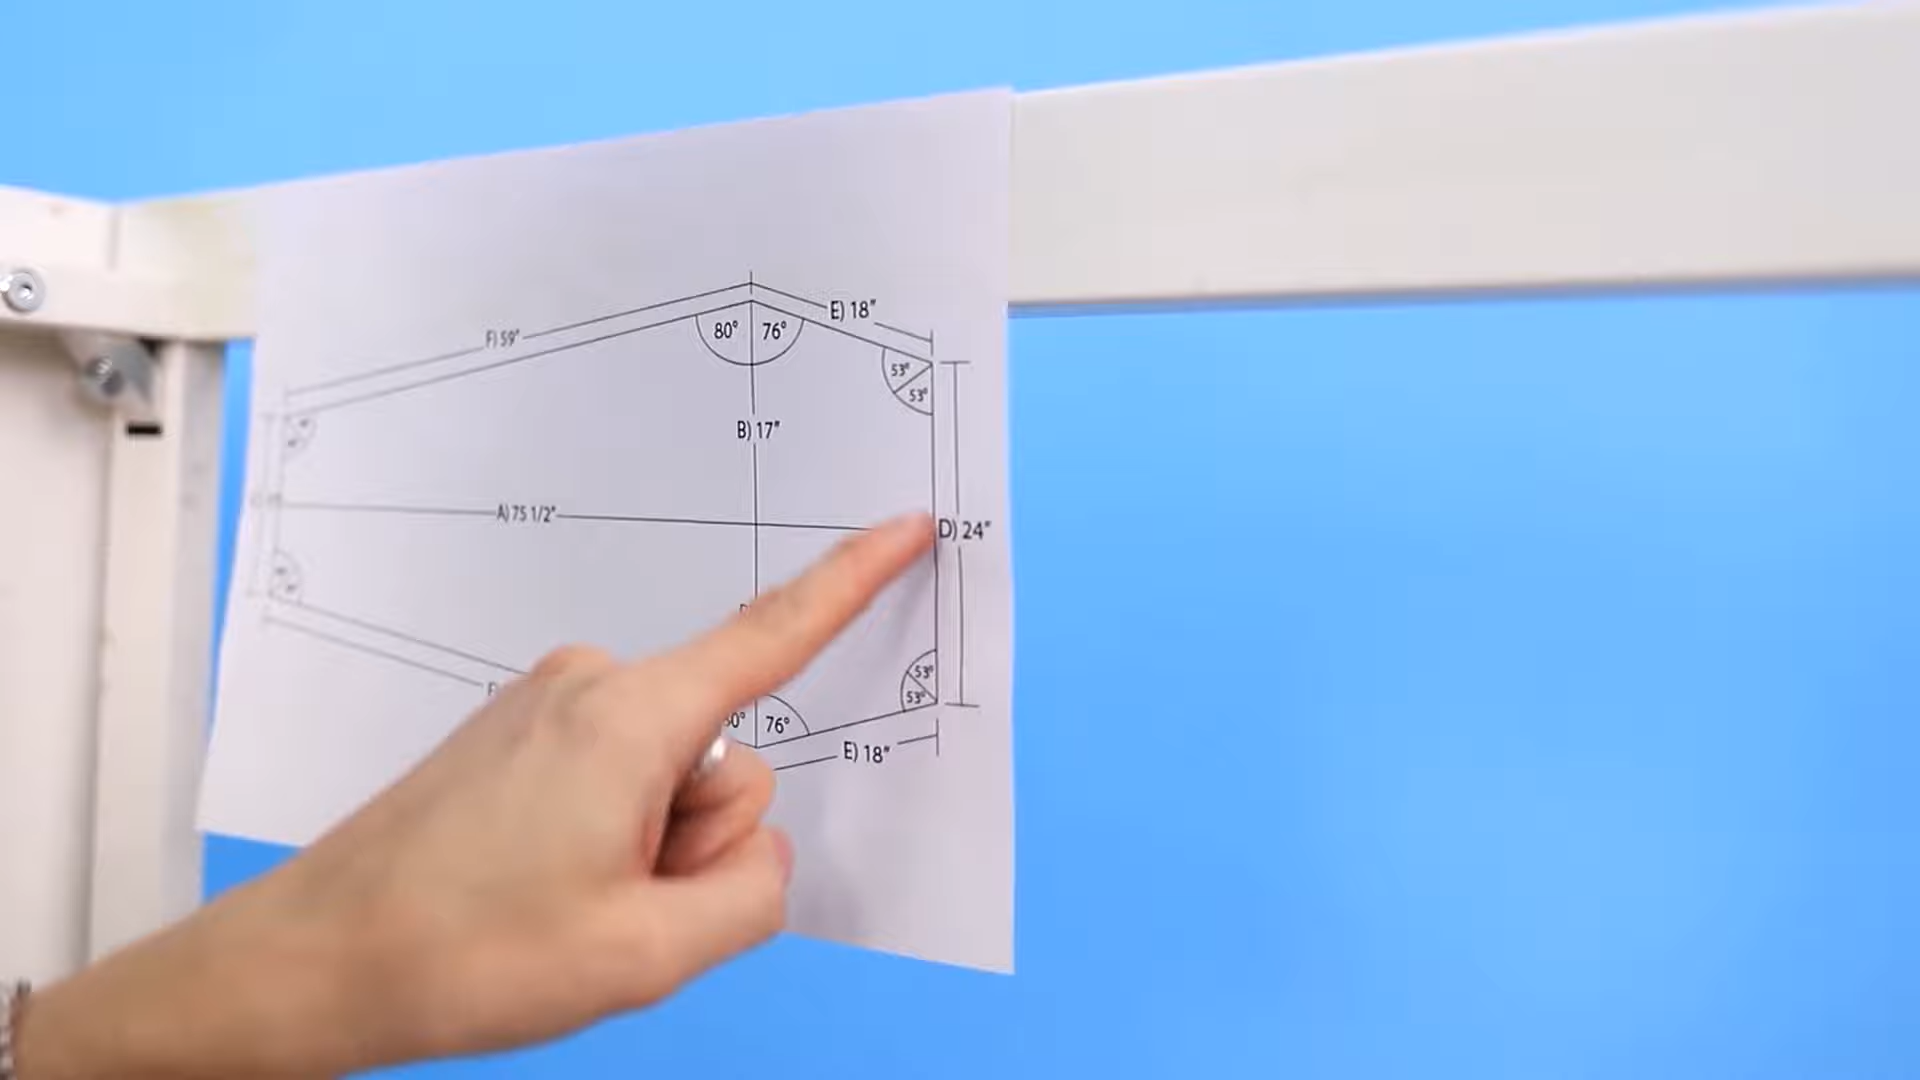 E) 18"
F) 59"
80° 76°
53°
53°
B) 17"
A) 75 1/2"
D) 24"
53°
53°
76°
E) 18"